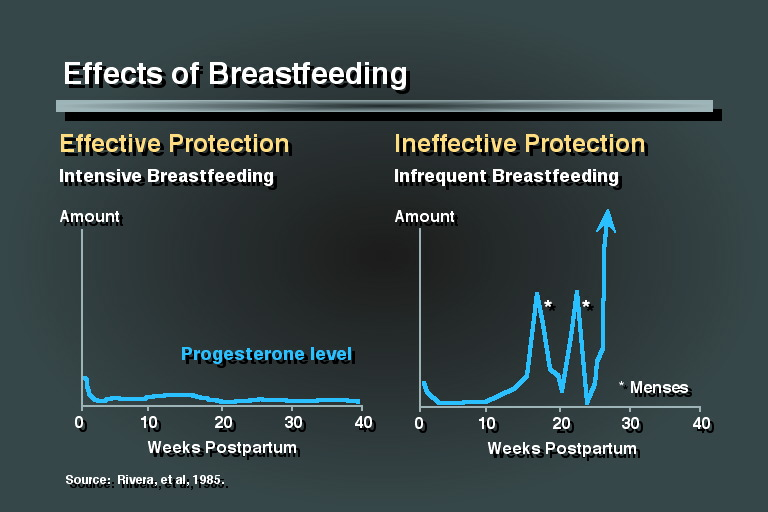 Effects of Breastfeeding
Effective Protection
Intensive Breastfeeding
Amount
Progesterone level
0 10 20 30 40
Weeks Postpartum
Ineffective Protection
Infrequent Breastfeeding
Amount
*
*
* Menses
0 10 20 30 40
Weeks Postpartum
Source: Rivera, et al, 1985.